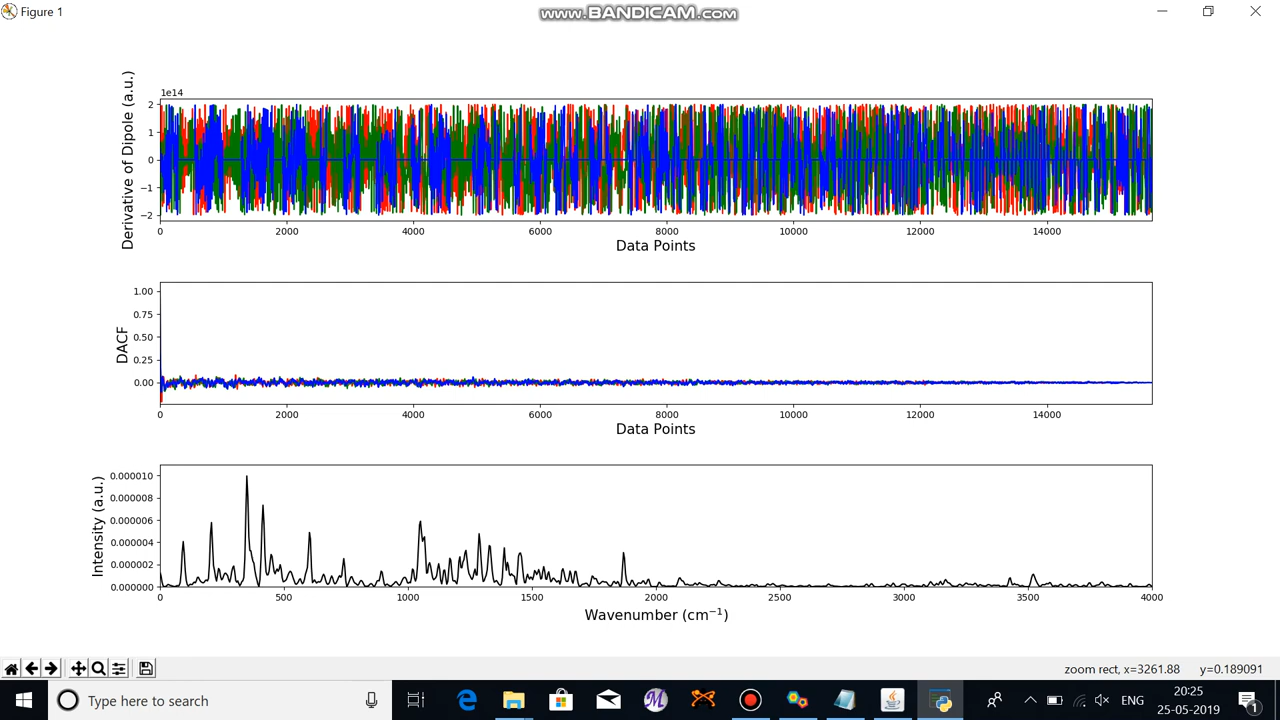 Figure 1
www.BANDICAM.com
1e14
Derivative of Dipole (a.u.)
2
1
0
−1
−2
0 2000 4000 6000 8000 10000 12000 14000
Data Points
DACF
1.00
0.75
0.50
0.25
0.00
0 2000 4000 6000 8000 10000 12000 14000
Data Points
Intensity (a.u.)
0.000010
0.000008
0.000006
0.000004
0.000002
0.000000
0 500 1000 1500 2000 2500 3000 3500 4000
Wavenumber (cm⁻¹)
zoom rect, x=3261.88 y=0.189091
Type here to search
ENG
20:25
25-05-2019
1